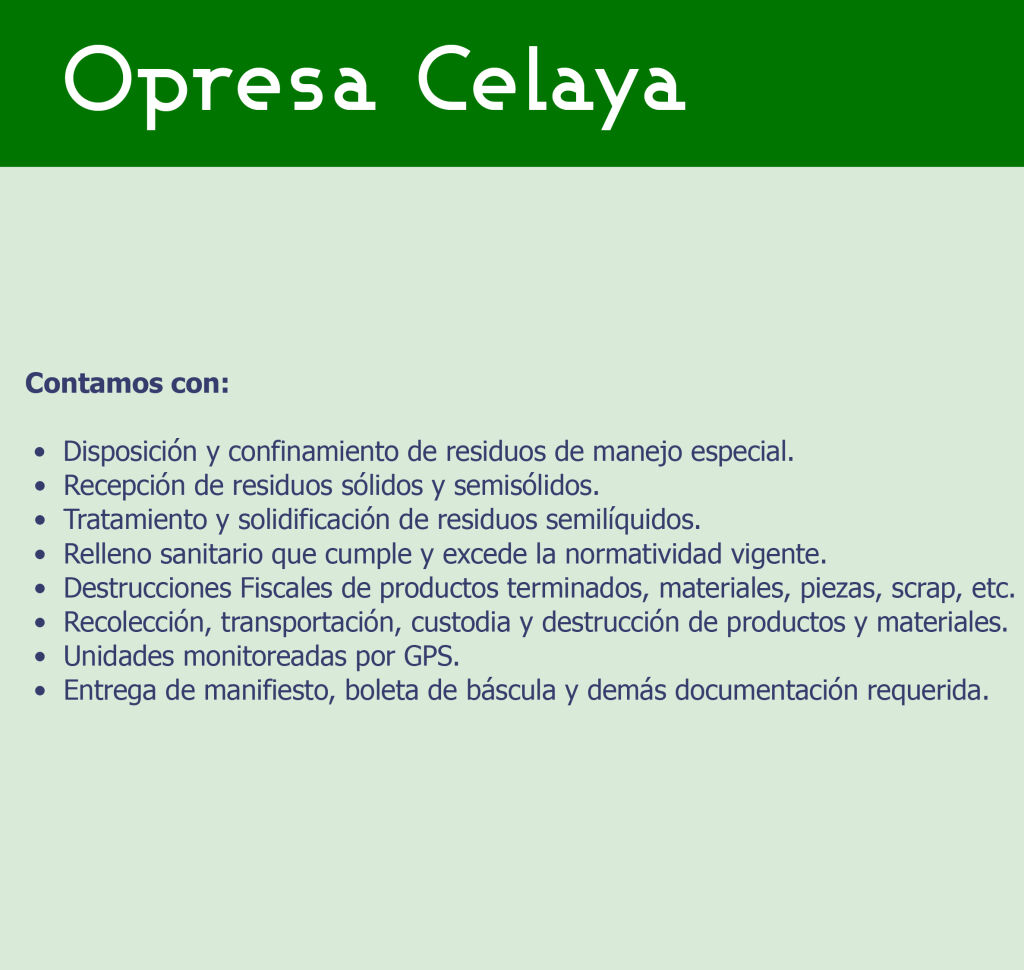 Opresa Celaya
Contamos con:
• Disposición y confinamiento de residuos de manejo especial.
• Recepción de residuos sólidos y semisólidos.
• Tratamiento y solidificación de residuos semilíquidos.
• Relleno sanitario que cumple y excede la normatividad vigente.
• Destrucciones Fiscales de productos terminados, materiales, piezas, scrap, etc.
• Recolección, transportación, custodia y destrucción de productos y materiales.
• Unidades monitoreadas por GPS.
• Entrega de manifiesto, boleta de báscula y demás documentación requerida.